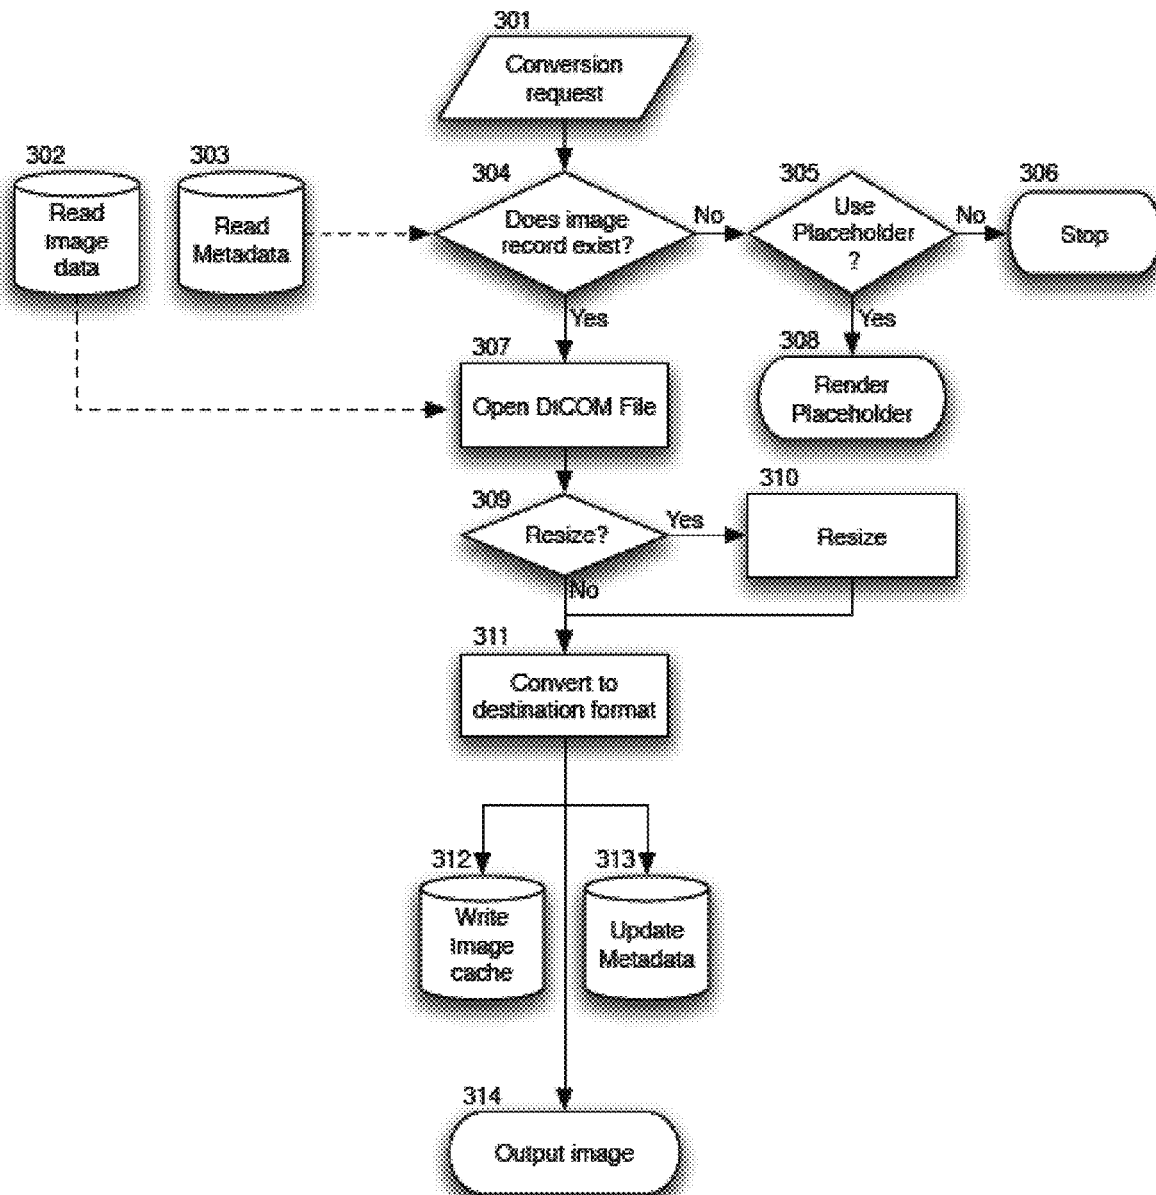 301
Conversion
request
302
Read
image
data
303
Read
Metadata
304
Does image
record exist?
No
305
Use
Placeholder
?
No
306
Stop
Yes
Yes
307
Open DICOM File
308
Render
Placeholder
309
Resize?
Yes
310
Resize
No
311
Convert to
destination format
312
Write
image
cache
313
Update
Metadata
314
Output image